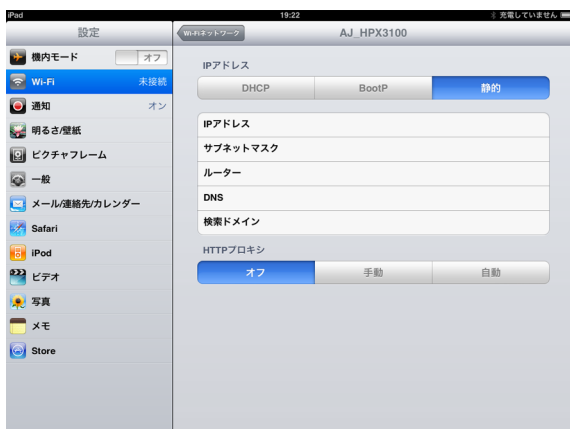 iPad 19:22 充電していません
設定
Wi-Fiネットワーク AJ_HPX3100
機内モード オフ
Wi-Fi 未接続
通知 オン
明るさ/壁紙
ピクチャフレーム
一般
メール/連絡先/カレンダー
Safari
iPod
ビデオ
写真
メモ
Store
IPアドレス
DHCP BootP 静的
IPアドレス
サブネットマスク
ルーター
DNS
検索ドメイン
HTTPプロキシ
オフ 手動 自動